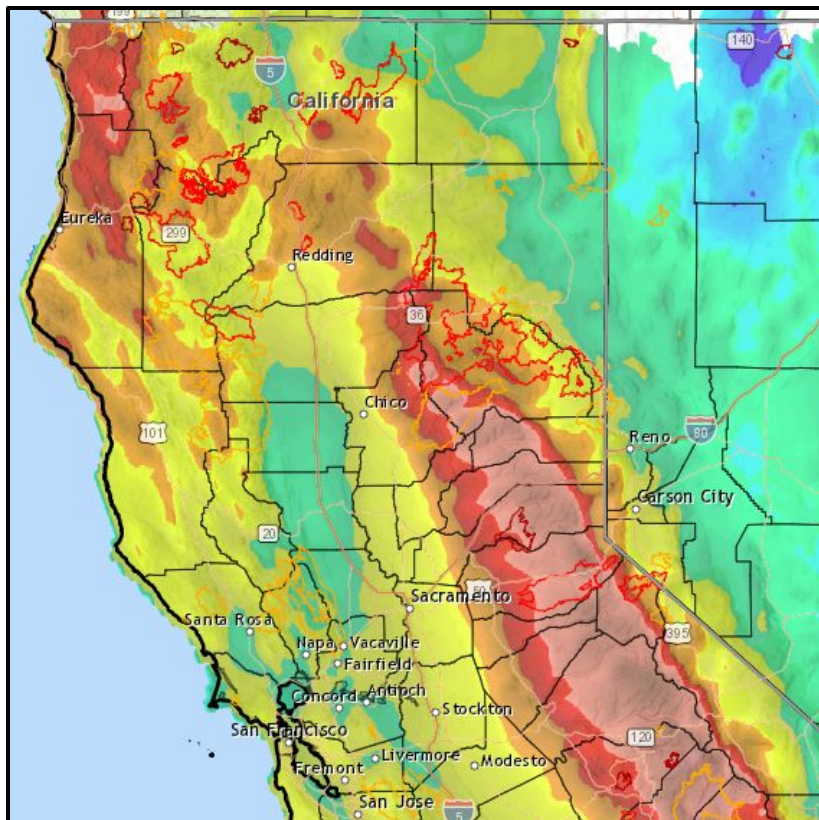 199
140
5
California
Eureka
299
Redding
36
Chico
101
Reno
80
Carson City
20
50
Sacramento
Santa Rosa
Napa
Vacaville
Fairfield
395
Concord
Antioch
Stockton
San Francisco
120
Livermore
Modesto
Fremont
San Jose
5